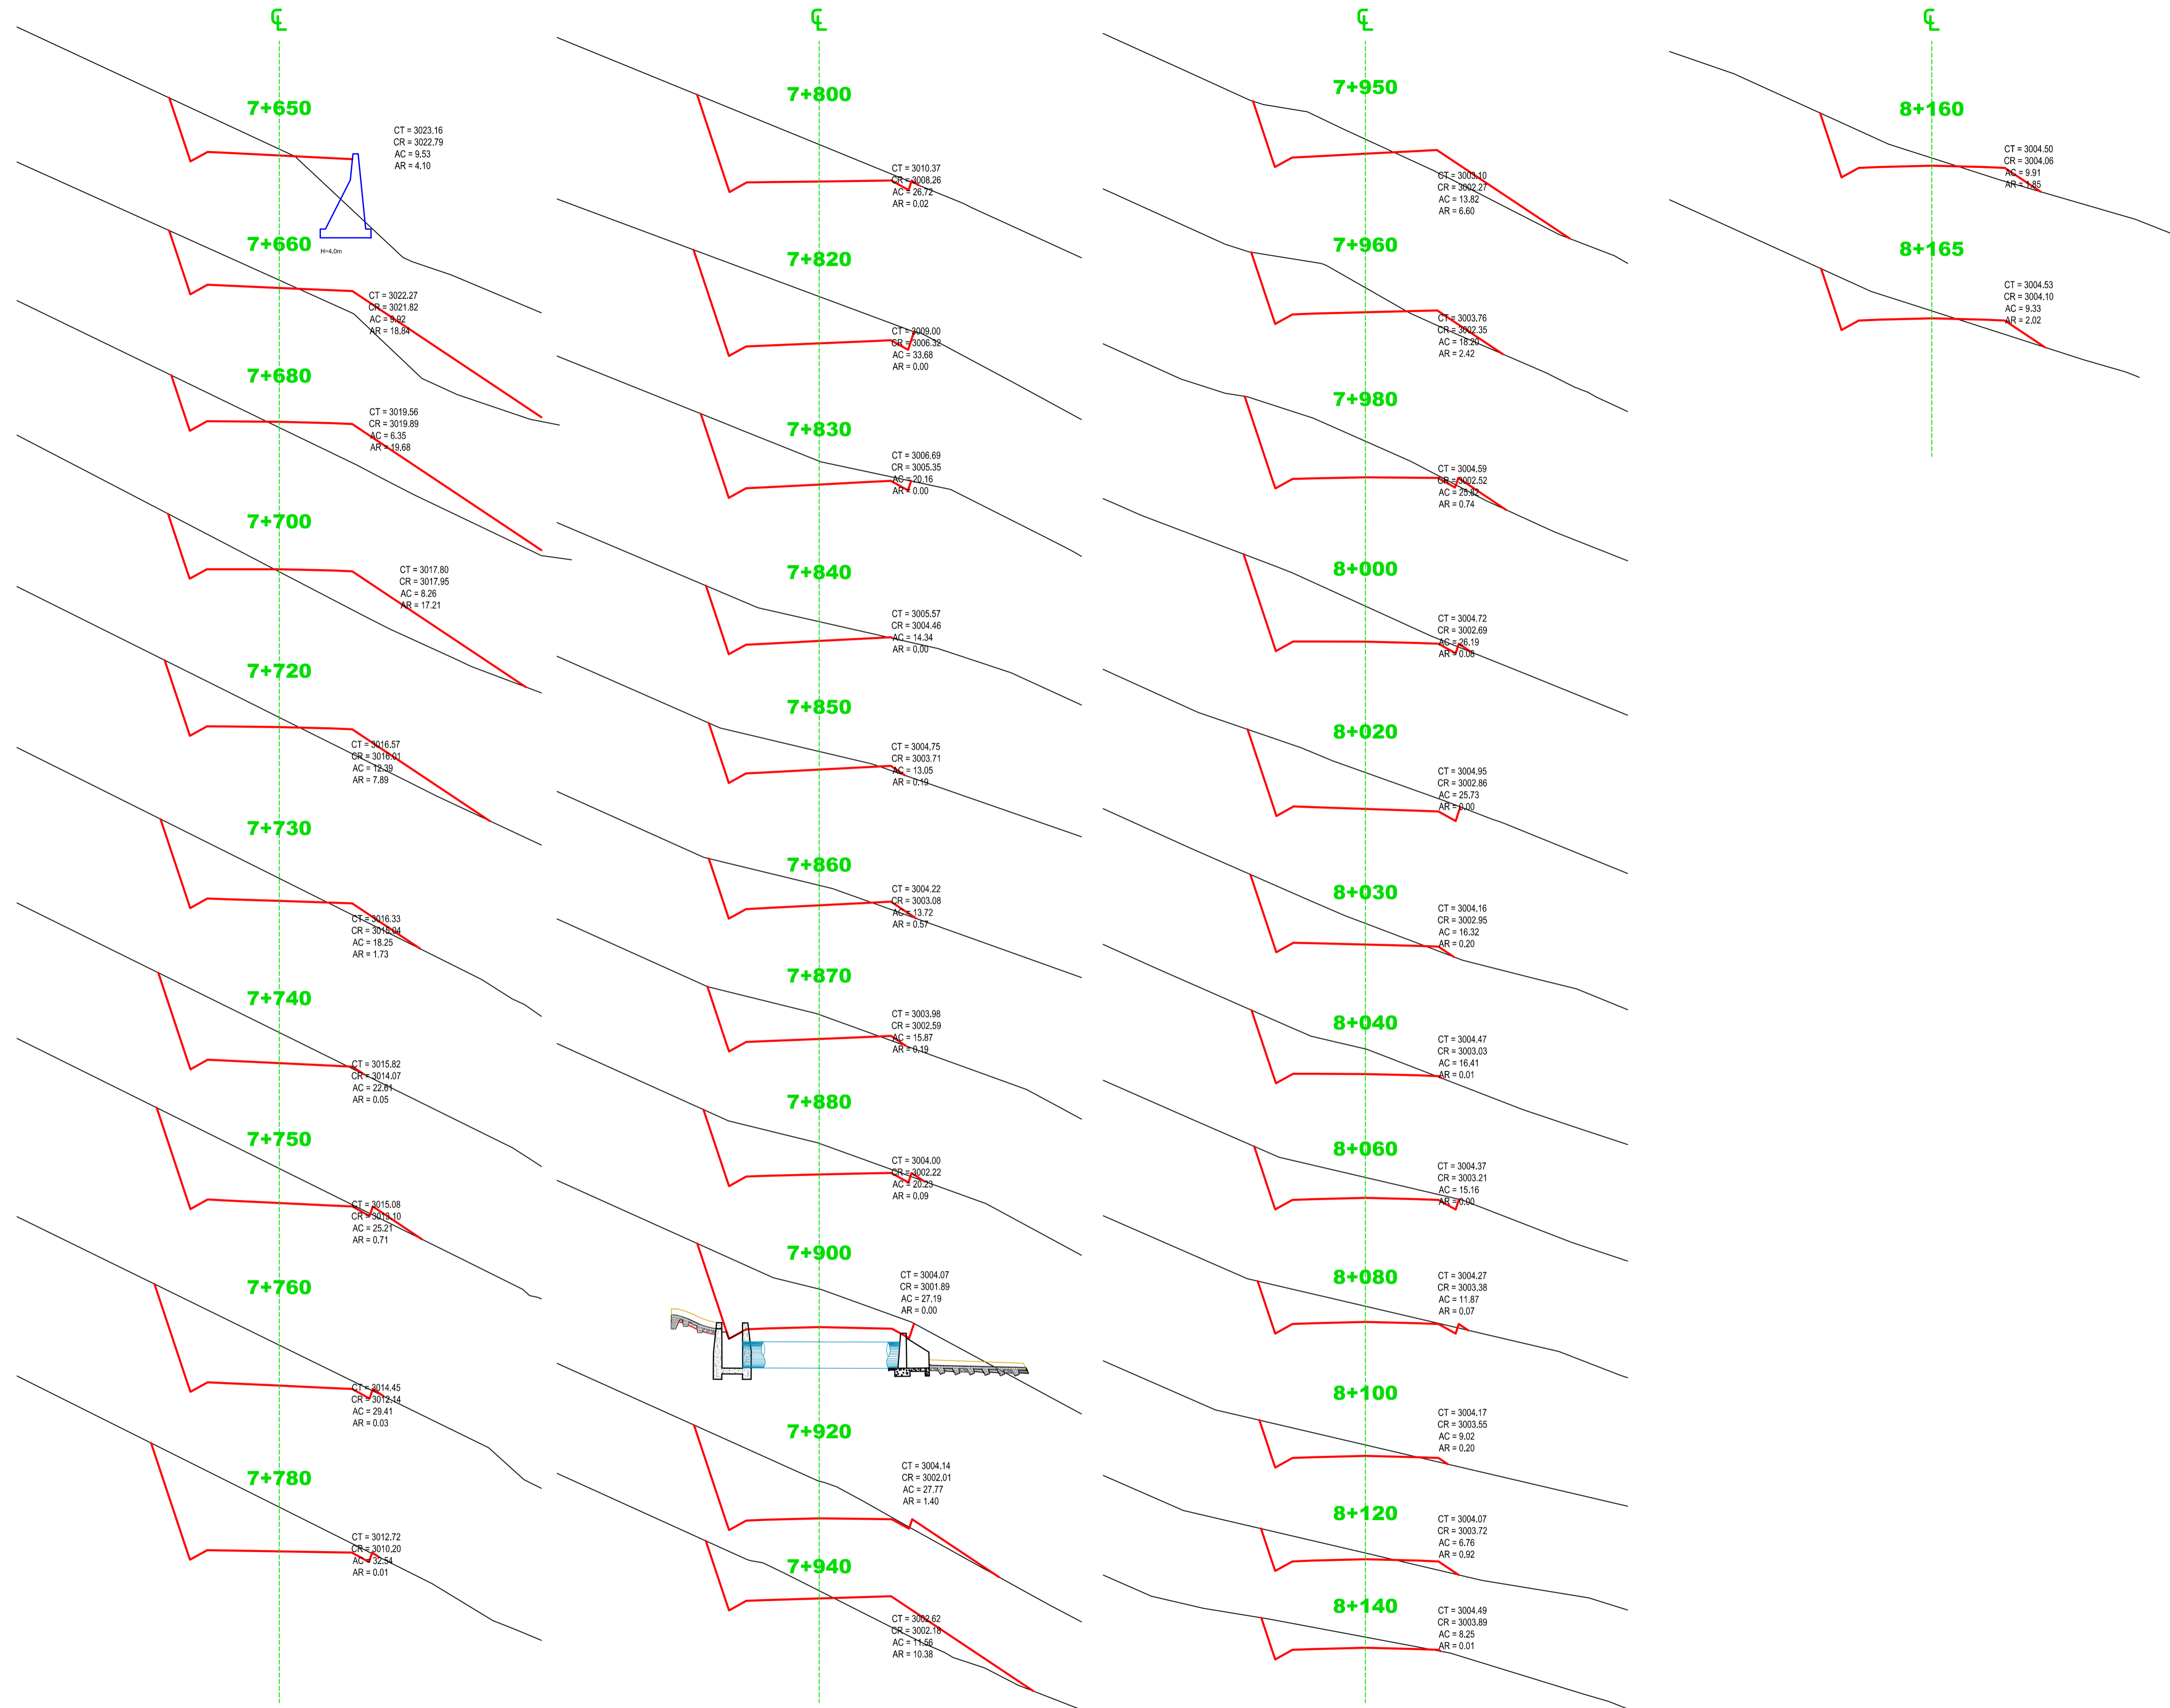 7+650
CT = 3023.16
CR = 3022.79
AC = 9.53
AR = 4.10
H=4.0m
7+660
CT = 3022.27
CR = 3021.82
AC = 9.92
AR = 18.84
7+680
CT = 3019.56
CR = 3019.89
AC = 6.35
AR = 19.68
7+700
CT = 3017.80
CR = 3017.95
AC = 8.26
AR = 17.21
7+720
CT = 3016.57
CR = 3016.01
AC = 12.39
AR = 7.89
7+730
CT = 3016.33
CR = 3015.04
AC = 18.25
AR = 1.73
7+740
CT = 3015.82
CR = 3014.07
AC = 22.61
AR = 0.05
7+750
CT = 3015.08
CR = 3013.10
AC = 25.21
AR = 0.71
7+760
CT = 3014.45
CR = 3012.14
AC = 29.41
AR = 0.03
7+780
CT = 3012.72
CR = 3010.20
AC = 32.54
AR = 0.01
7+800
CT = 3010.37
CR = 3008.26
AC = 26.72
AR = 0.02
7+820
CT = 3009.00
CR = 3006.32
AC = 33.68
AR = 0.00
7+830
CT = 3006.69
CR = 3005.35
AC = 20.16
AR = 0.00
7+840
CT = 3005.57
CR = 3004.46
AC = 14.34
AR = 0.00
7+850
CT = 3004.75
CR = 3003.71
AC = 13.05
AR = 0.19
7+860
CT = 3004.22
CR = 3003.08
AC = 13.72
AR = 0.57
7+870
CT = 3003.98
CR = 3002.59
AC = 15.87
AR = 0.19
7+880
CT = 3004.00
CR = 3002.22
AC = 20.23
AR = 0.09
7+900
CT = 3004.07
CR = 3001.89
AC = 27.19
AR = 0.00
7+920
CT = 3004.14
CR = 3002.01
AC = 27.77
AR = 1.40
7+940
CT = 3002.62
CR = 3002.18
AC = 11.56
AR = 10.38
7+950
CT = 3003.10
CR = 3002.27
AC = 13.82
AR = 6.60
7+960
CT = 3003.76
CR = 3002.35
AC = 18.20
AR = 2.42
7+980
CT = 3004.59
CR = 3002.52
AC = 25.82
AR = 0.74
8+000
CT = 3004.72
CR = 3002.69
AC = 26.19
AR = 0.08
8+020
CT = 3004.95
CR = 3002.86
AC = 25.73
AR = 0.00
8+030
CT = 3004.16
CR = 3002.95
AC = 16.32
AR = 0.20
8+040
CT = 3004.47
CR = 3003.03
AC = 16.41
AR = 0.01
8+060
CT = 3004.37
CR = 3003.21
AC = 15.16
AR = 0.00
8+080
CT = 3004.27
CR = 3003.38
AC = 11.87
AR = 0.07
8+100
CT = 3004.17
CR = 3003.55
AC = 9.02
AR = 0.20
8+120
CT = 3004.07
CR = 3003.72
AC = 6.76
AR = 0.92
8+140
CT = 3004.49
CR = 3003.89
AC = 8.25
AR = 0.01
8+160
CT = 3004.50
CR = 3004.06
AC = 9.91
AR = 1.85
8+165
CT = 3004.53
CR = 3004.10
AC = 9.33
AR = 2.02